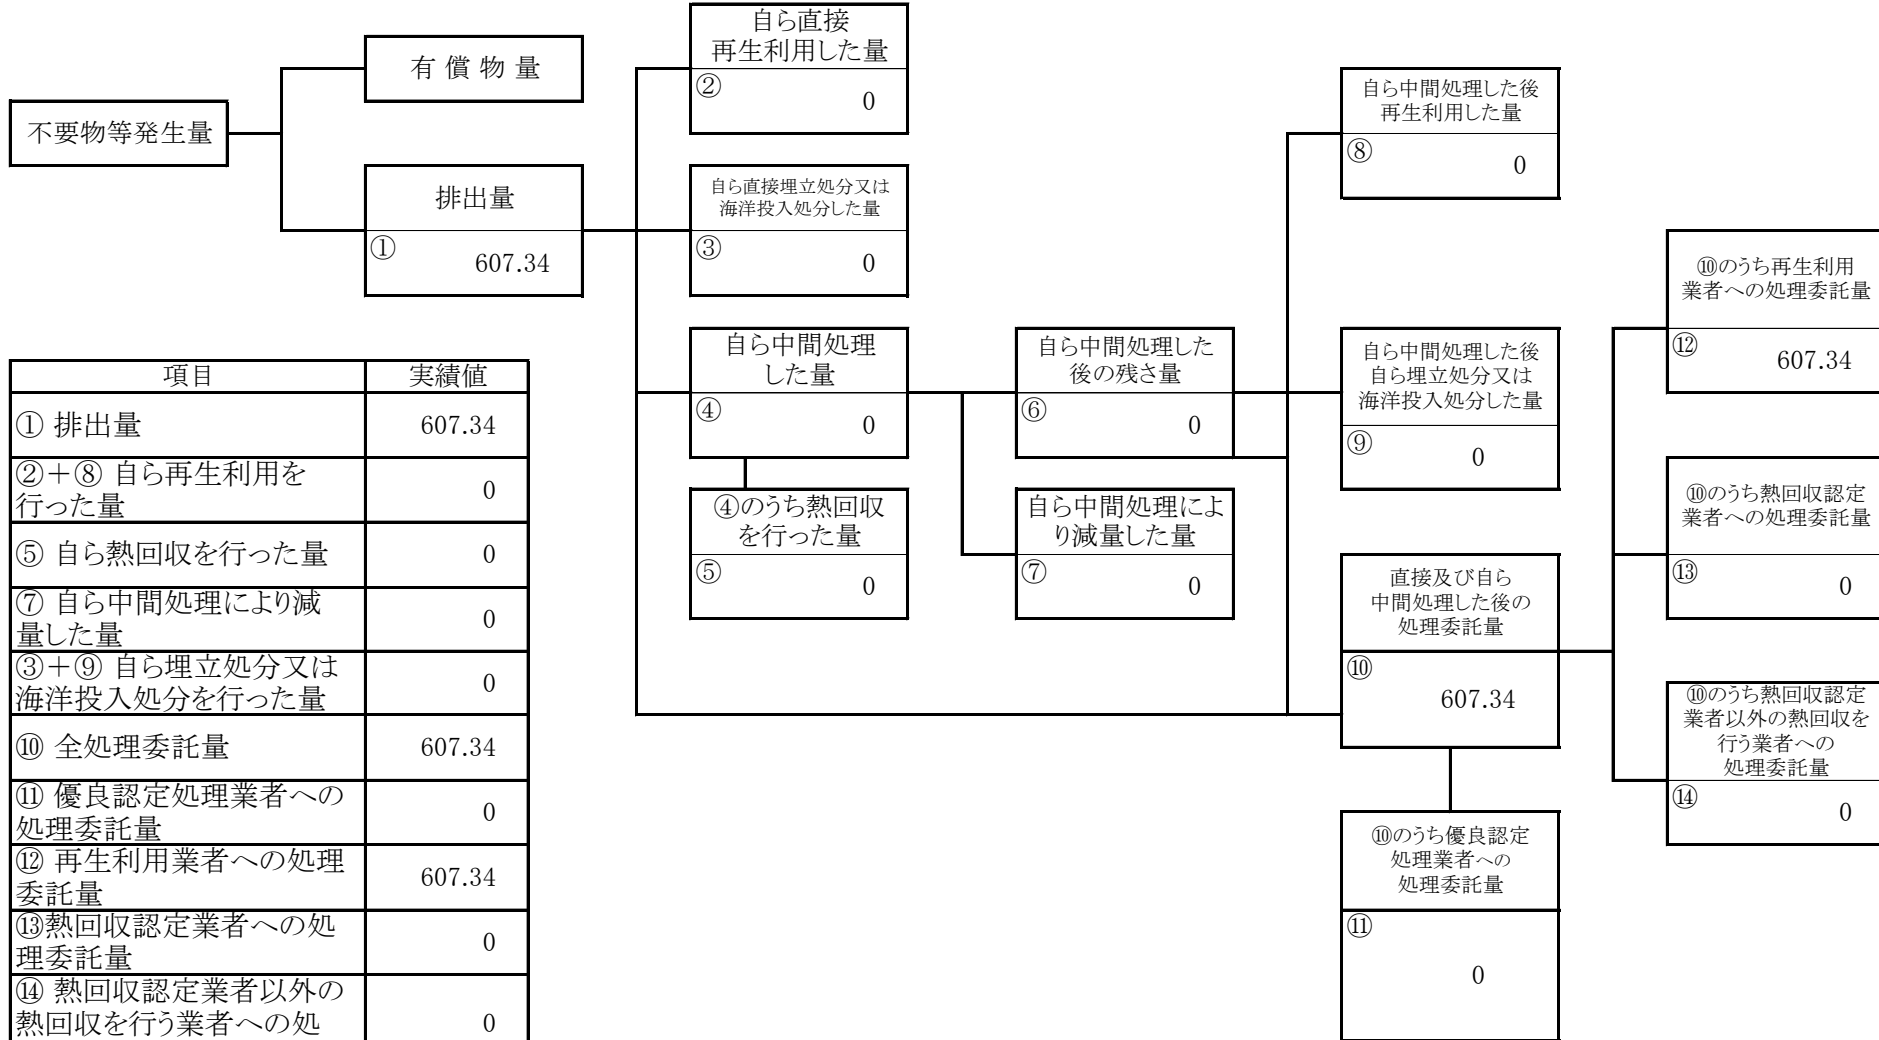 不要物等発生量
有 償 物 量
排出量
①
607.34
自ら直接
再生利用した量
②
0
自ら直接埋立処分又は
海洋投入処分した量
③
0
自ら中間処理
した量
④
0
④のうち熱回収
を行った量
⑤
0
自ら中間処理した
後の残さ量
⑥
0
自ら中間処理によ
り減量した量
⑦
0
自ら中間処理した後
再生利用した量
⑧
0
自ら中間処理した後
自ら埋立処分又は
海洋投入処分した量
⑨
0
直接及び自ら
中間処理した後の
処理委託量
⑩
607.34
⑩のうち優良認定
処理業者への
処理委託量
⑪
0
⑩のうち再生利用
業者への処理委託量
⑫
607.34
⑩のうち熱回収認定
業者への処理委託量
⑬
0
⑩のうち熱回収認定
業者以外の熱回収を
行う業者への
処理委託量
⑭
0
項目 実績値
① 排出量 607.34
②＋⑧ 自ら再生利用を
行った量 0
⑤ 自ら熱回収を行った量 0
⑦ 自ら中間処理により減
量した量 0
③＋⑨ 自ら埋立処分又は
海洋投入処分を行った量 0
⑩ 全処理委託量 607.34
⑪ 優良認定処理業者への
処理委託量 0
⑫ 再生利用業者への処理
委託量 607.34
⑬熱回収認定業者への処
理委託量 0
⑭ 熱回収認定業者以外の
熱回収を行う業者への処 0